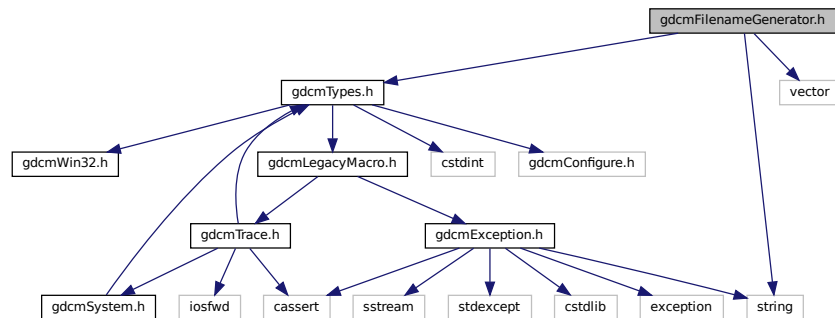 gdcmFilenameGenerator.h
gdcmTypes.h
vector
gdcmWin32.h
gdcmLegacyMacro.h
cstdint
gdcmConfigure.h
gdcmTrace.h
gdcmException.h
gdcmSystem.h
iosfwd
cassert
sstream
stdexcept
cstdlib
exception
string